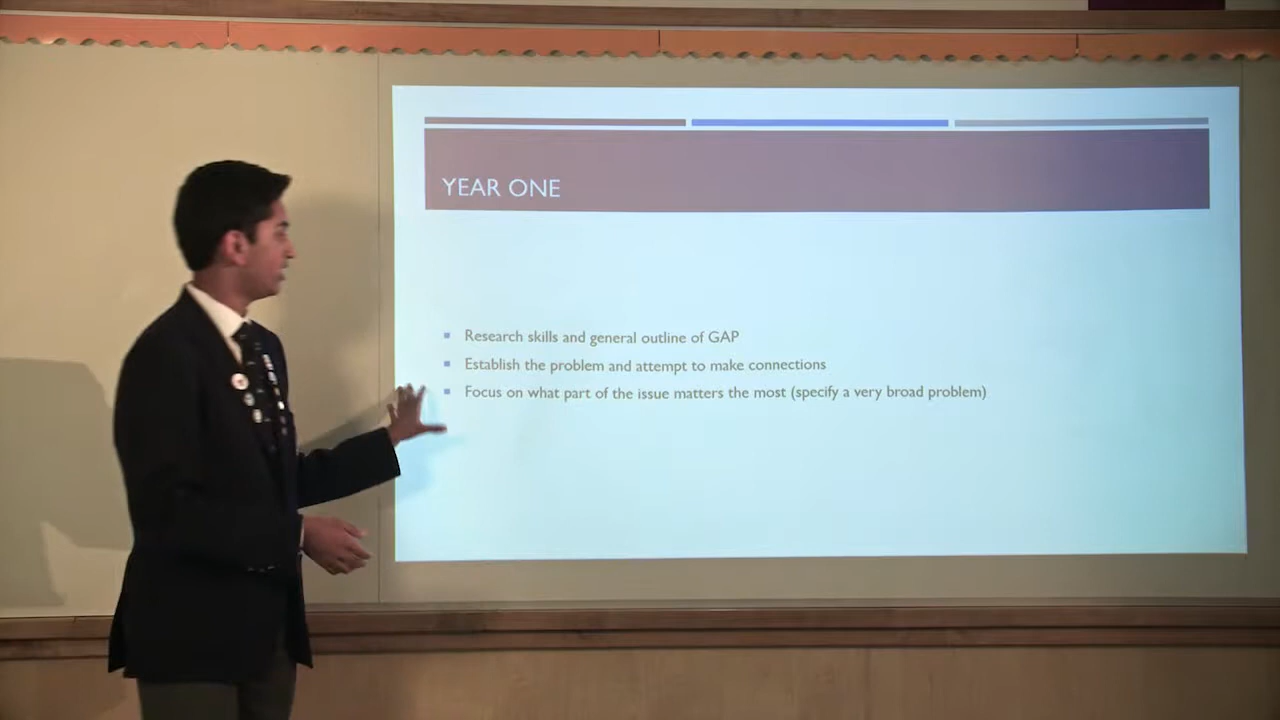 YEAR ONE
Research skills and general outline of GAP
Establish the problem and attempt to make connections
Focus on what part of the issue matters the most (specify a very broad problem)